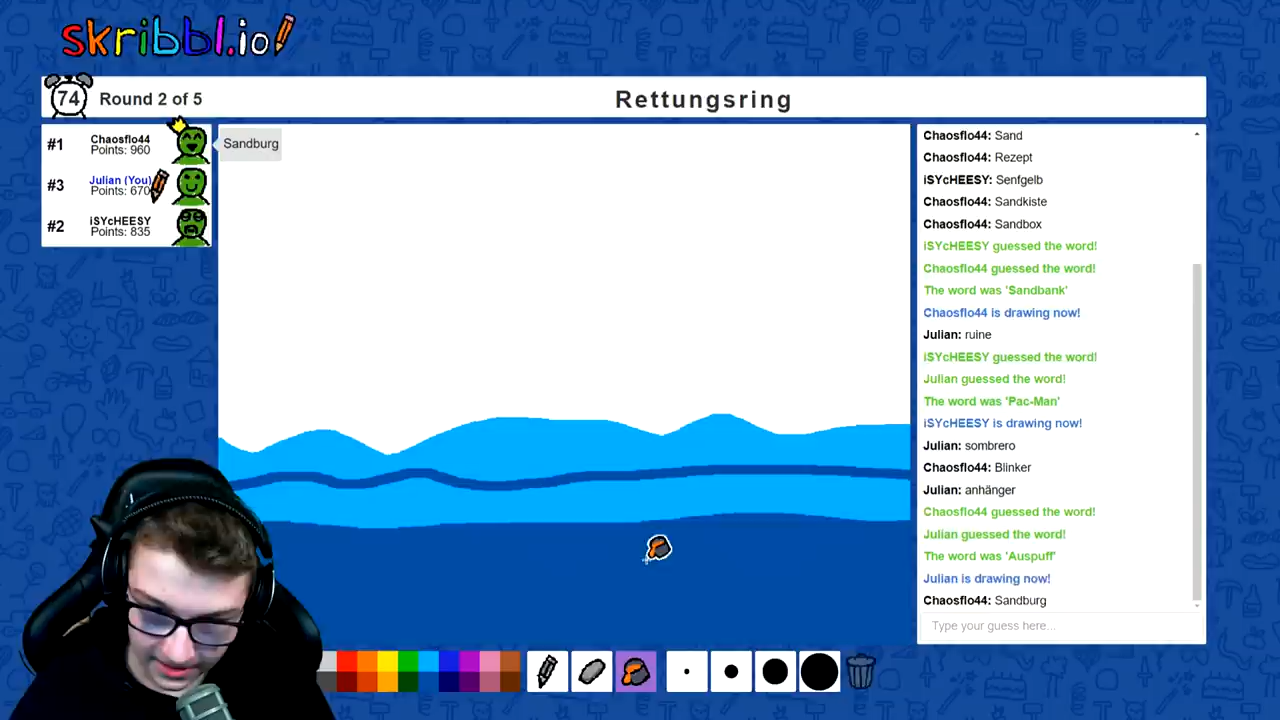 skribbl.io
74
Round 2 of 5
Rettungsring
#1
Chaosflo44
Points: 960
Sandburg
#3
Julian (You)
Points: 670
#2
iSYcHEESY
Points: 835
Chaosflo44: Sand
Chaosflo44: Rezept
iSYcHEESY: Senfgelb
Chaosflo44: Sandkiste
Chaosflo44: Sandbox
iSYcHEESY guessed the word!
Chaosflo44 guessed the word!
The word was 'Sandbank'
Chaosflo44 is drawing now!
Julian: ruine
iSYcHEESY guessed the word!
Julian guessed the word!
The word was 'Pac-Man'
iSYcHEESY is drawing now!
Julian: sombrero
Chaosflo44: Blinker
Julian: anhänger
Chaosflo44 guessed the word!
Julian guessed the word!
The word was 'Auspuff'
Julian is drawing now!
Chaosflo44: Sandburg
Type your guess here...